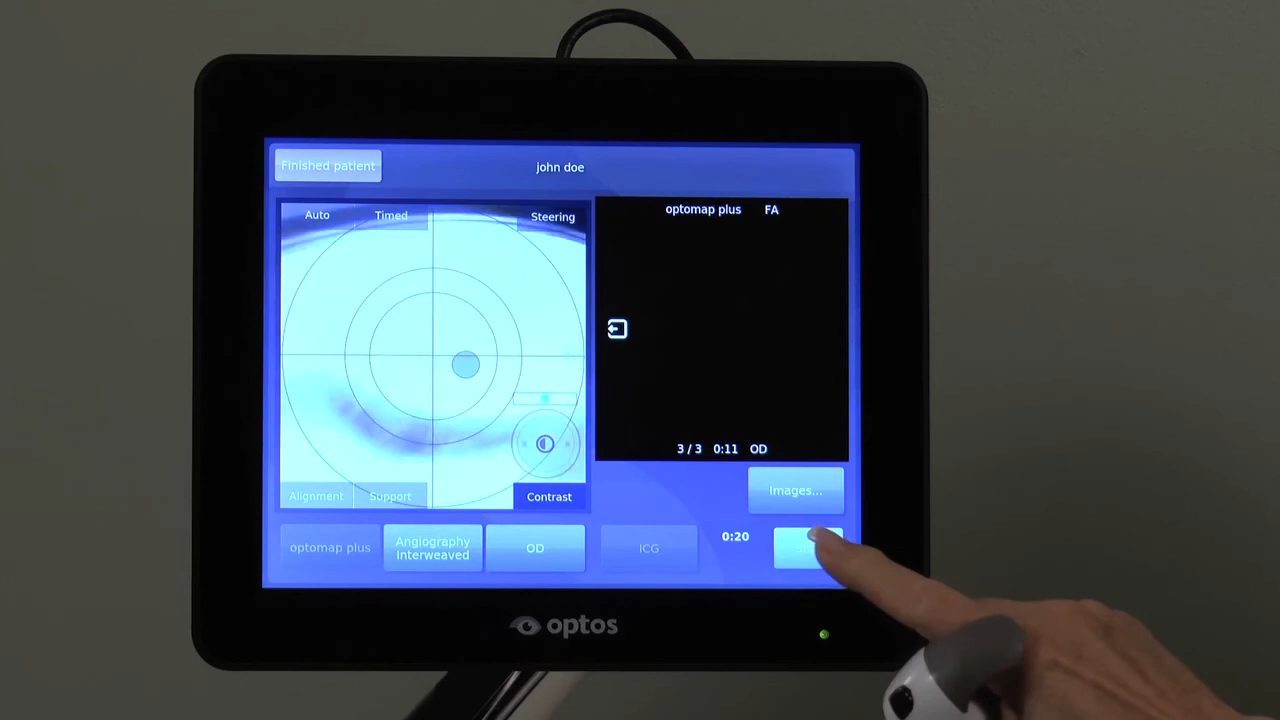 Finished patient
john doe
Auto
Timed
Steering
optomap plus FA
3 / 3 0:11 OD
Alignment
Support
Contrast
Images...
optomap plus
Angiography
Interweaved
OD
ICG
0:20
optos